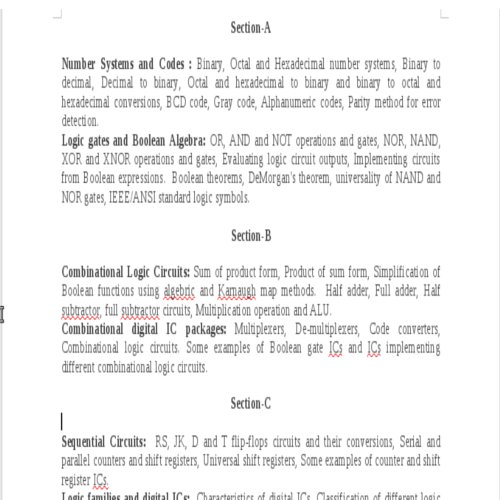 Section-A
Number Systems and Codes : Binary, Octal and Hexadecimal number systems, Binary to
decimal, Decimal to binary, Octal and hexadecimal to binary and binary to octal and
hexadecimal conversions, BCD code, Gray code, Alphanumeric codes, Parity method for error
detection.
Logic gates and Boolean Algebra: OR, AND and NOT operations and gates, NOR, NAND,
XOR and XNOR operations and gates, Evaluating logic circuit outputs, Implementing circuits
from Boolean expressions. Boolean theorems, DeMorgan's theorem, universality of NAND and
NOR gates, IEEE/ANSI standard logic symbols.
Section-B
Combinational Logic Circuits: Sum of product form, Product of sum form, Simplification of
Boolean functions using algebric and Karnaugh map methods. Half adder, Full adder, Half
subtractor, full subtractor circuits, Multiplication operation and ALU.
Combinational digital IC packages: Multiplexers, De-multiplexers, Code converters,
Combinational logic circuits. Some examples of Boolean gate ICs and ICs implementing
different combinational logic circuits.
Section-C
Sequential Circuits: RS, JK, D and T flip-flops circuits and their conversions, Serial and
parallel counters and shift registers, Universal shift registers, Some examples of counter and shift
register ICs.
Logic families and digital ICs: Characteristics of digital ICs, Classification of different logic